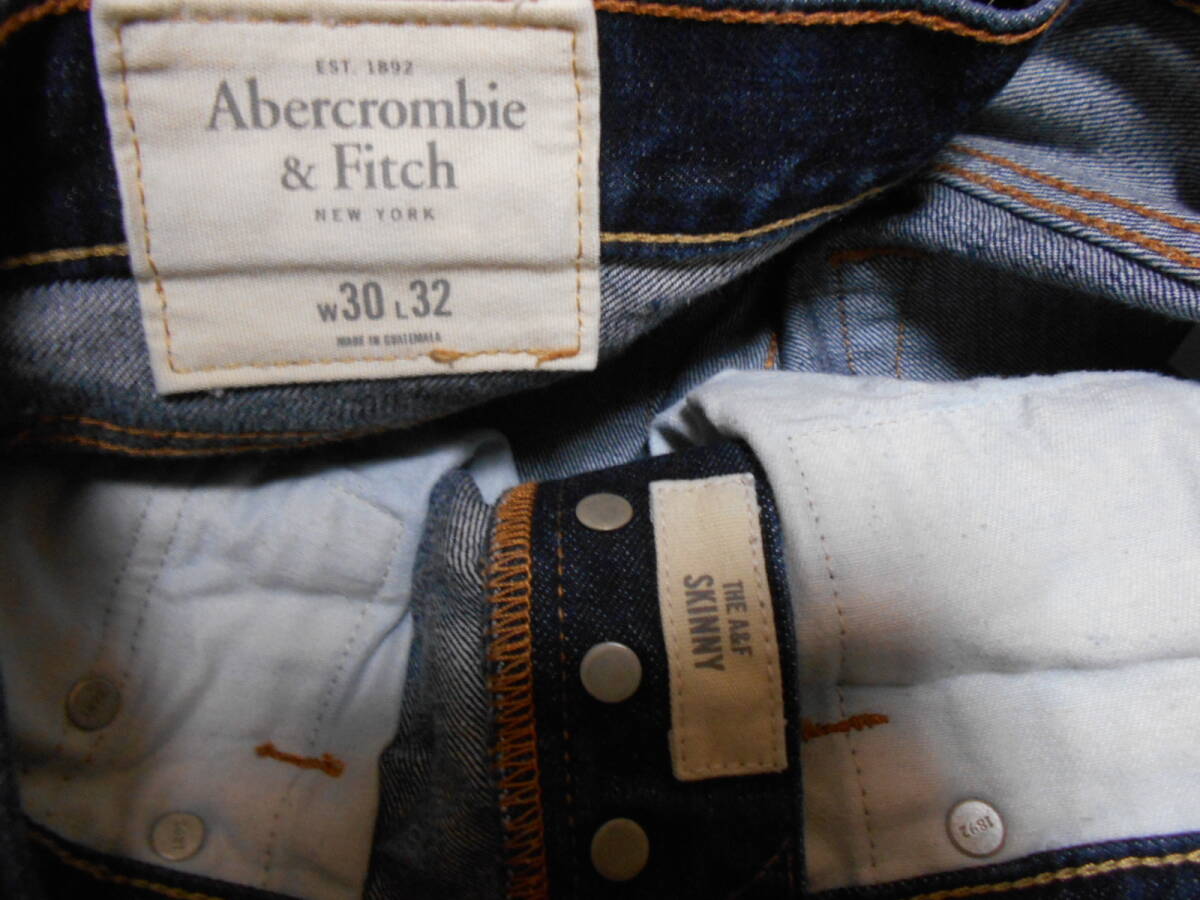 EST. 1892
Abercrombie
& Fitch
NEW YORK
W30 L32
MADE IN GUATEMALA
THE A&F
SKINNY
1892